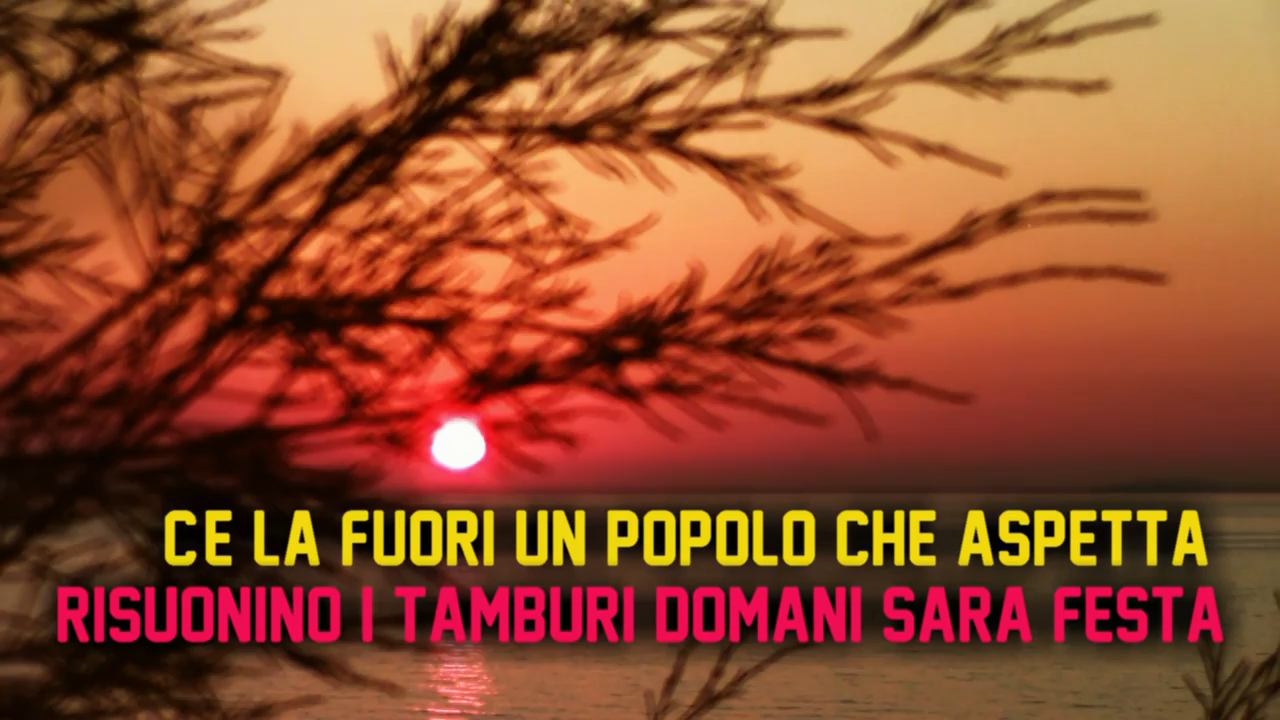 CE LA FUORI UN POPOLO CHE ASPETTA
RISUONINO I TAMBURI DOMANI SARA FESTA